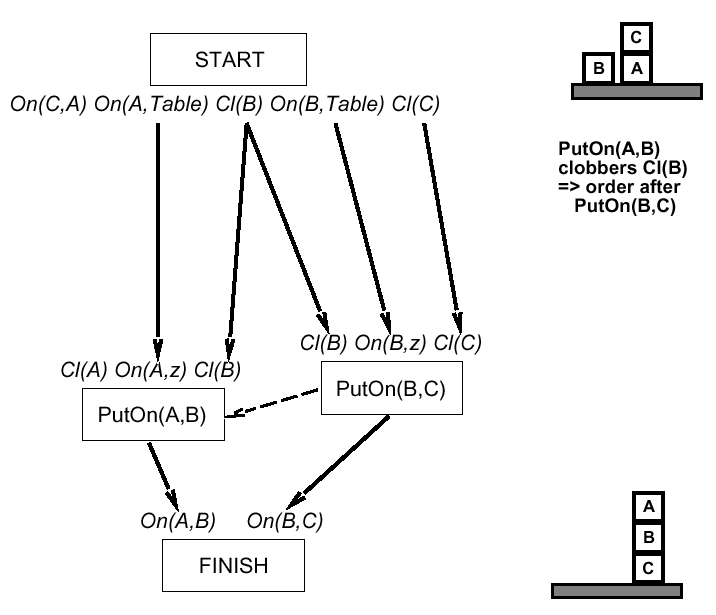 START
On(C,A) On(A,Table) Cl(B) On(B,Table) Cl(C)
C
B A
PutOn(A,B)
clobbers Cl(B)
=> order after
PutOn(B,C)
Cl(B) On(B,z) Cl(C)
Cl(A) On(A,z) Cl(B)
PutOn(B,C)
PutOn(A,B)
On(A,B) On(B,C)
FINISH
A
B
C